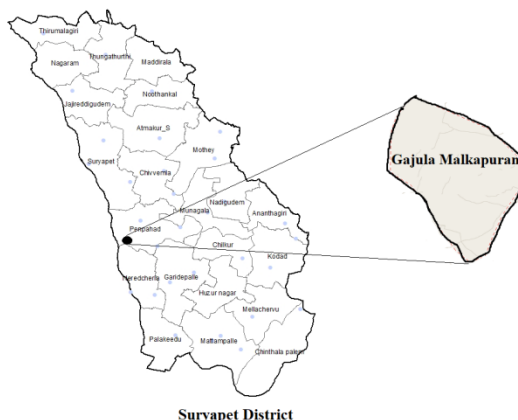 Thirumalagiri
Thungathurthi
Nagaram
Maddirala
Jajireddigudem
Noothankal
Atmakur_S
Mothey
Suryapet
Chivvemla
Gajula Malkapuram
Nadigudem
Ananthagiri
Munagala
Penpahad
Chilkur
Kodad
Neredcherla
Garidepalle
Huzur nagar
Mellachervu
Palakeedu
Mattampalle
Chinthala palem
Suryapet District